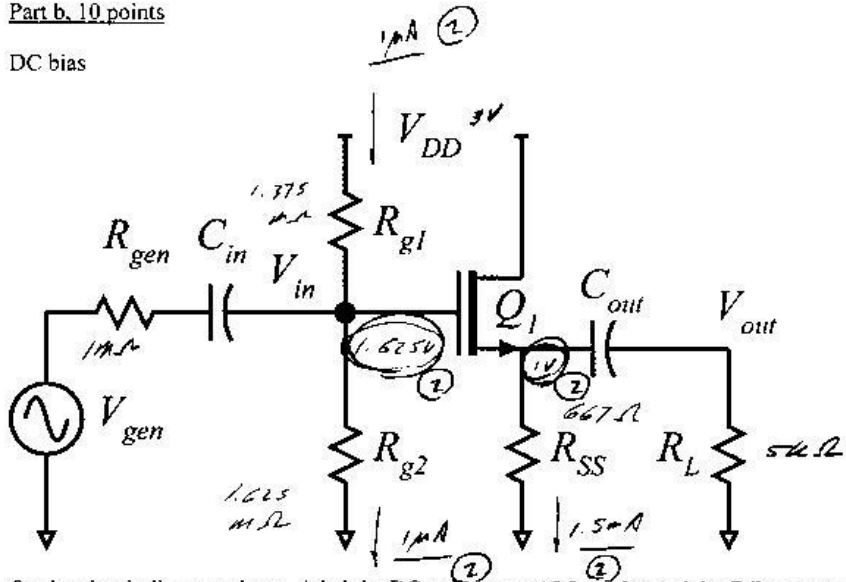 Part b, 10 points
1μA ②
DC bias
V_DD 3V
1.375 MΩ
R_g1
R_gen C_in V_in
Q_1 C_out V_out
1MΩ
1.625V ②
1V ②
667Ω
V_gen
R_g2 R_SS R_L 5kΩ
1.625 MΩ
1μA ② 1.5mA ②